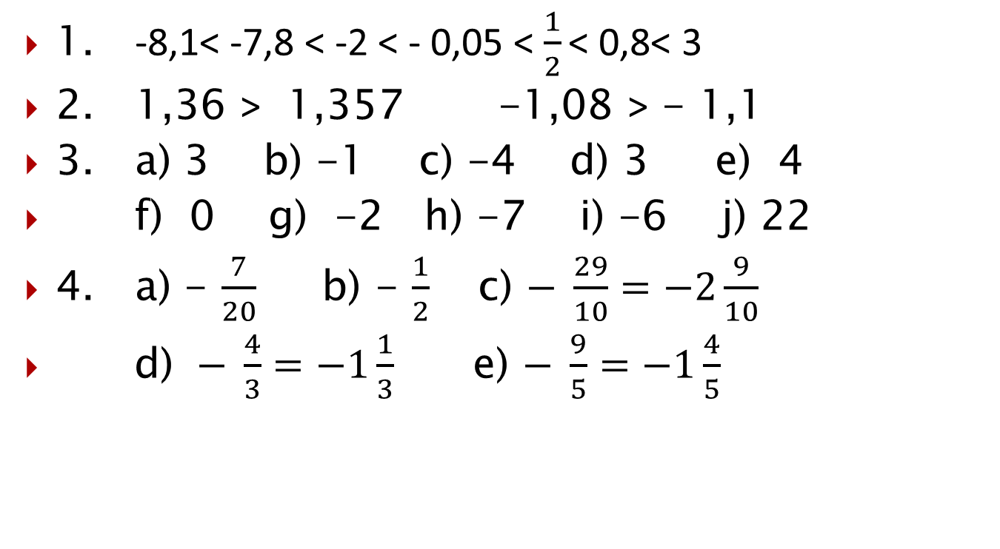 1. -8,1< -7,8 < -2 < - 0,05 < 1/2 < 0,8< 3
2. 1,36 > 1,357 −1,08 > − 1,1
3. a) 3 b) −1 c) −4 d) 3 e) 4
f) 0 g) −2 h) −7 i) −6 j) 22
4. a) − 7/20 b) − 1/2 c) − 29/10 = −2 9/10
d) − 4/3 = −1 1/3 e) − 9/5 = −1 4/5